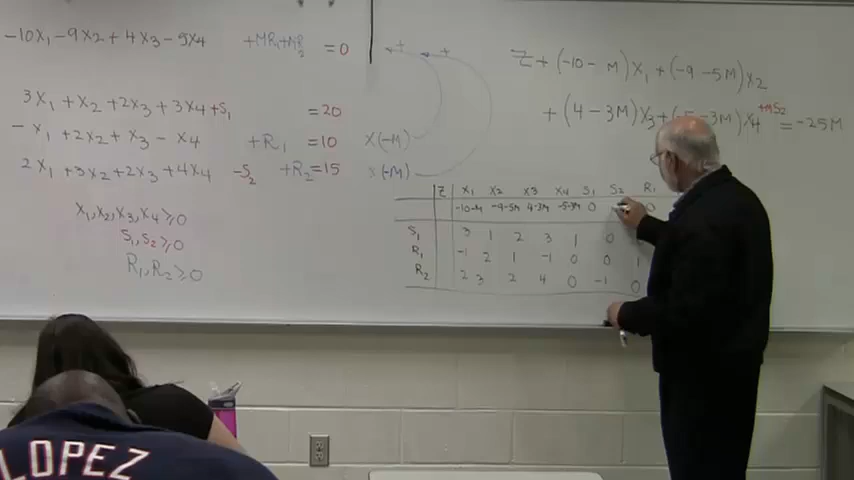 -10X1-9X2+4X3-5X4 +MR1+MR2 =0
3X1+X2+2X3+3X4+S1 =20
-X1+2X2+X3-X4 +R1 =10 X(-M)
2X1+3X2+2X3+4X4 -S2 +R2=15 X(-M)
X1,X2,X3,X4≥0
S1,S2≥0
R1,R2≥0
+ +
Z+(-10-M)X1+(-9-5M)X2
+(4-3M)X3+(-5-3M)X4 +MS2 =-25M
Z X1 X2 X3 X4 S1 S2 R1
-10-M -9-5M 4-3M -5-3M 0 0
S1 3 1 2 3 1 0
R1 -1 2 1 -1 0 0 1
R2 2 3 2 4 0 -1 0
LOPEZ